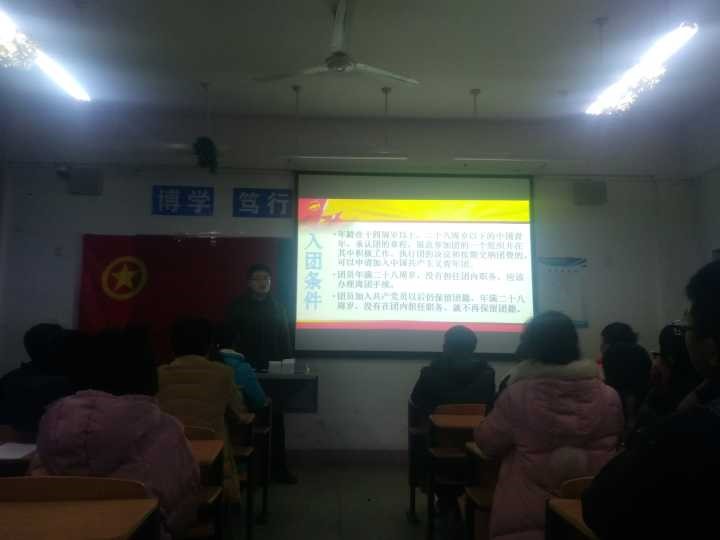 博学
笃行
入团条件
•年龄在十四周岁以上，二十八周岁以下的中国青
年，承认团的章程，愿意参加团的一个组织并在
其中积极工作、执行团的决议和按期交纳团费的，
可以申请加入中国共产主义青年团。
•团员年满二十八周岁，没有担任团内职务，应该
办理离团手续。
•团员加入共产党员以后仍保留团籍，年满二十八
周岁，没有在团内担任职务，就不再保留团籍。